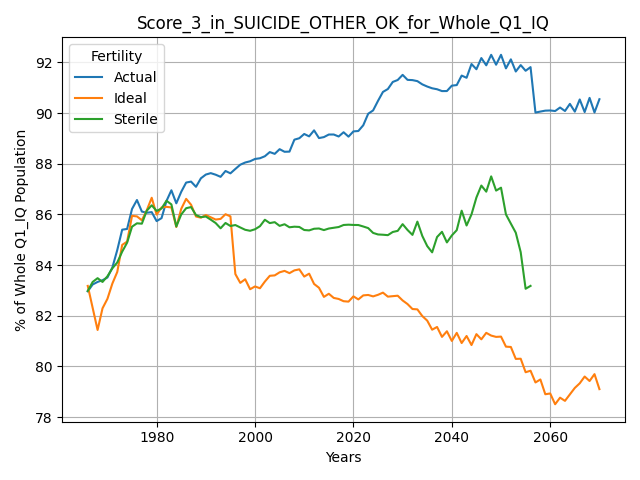 Score_3_in_SUICIDE_OTHER_OK_for_Whole_Q1_IQ
Fertility
Actual
Ideal
Sterile
% of Whole Q1_IQ Population
92
90
88
86
84
82
80
78
1980
2000
2020
2040
2060
Years